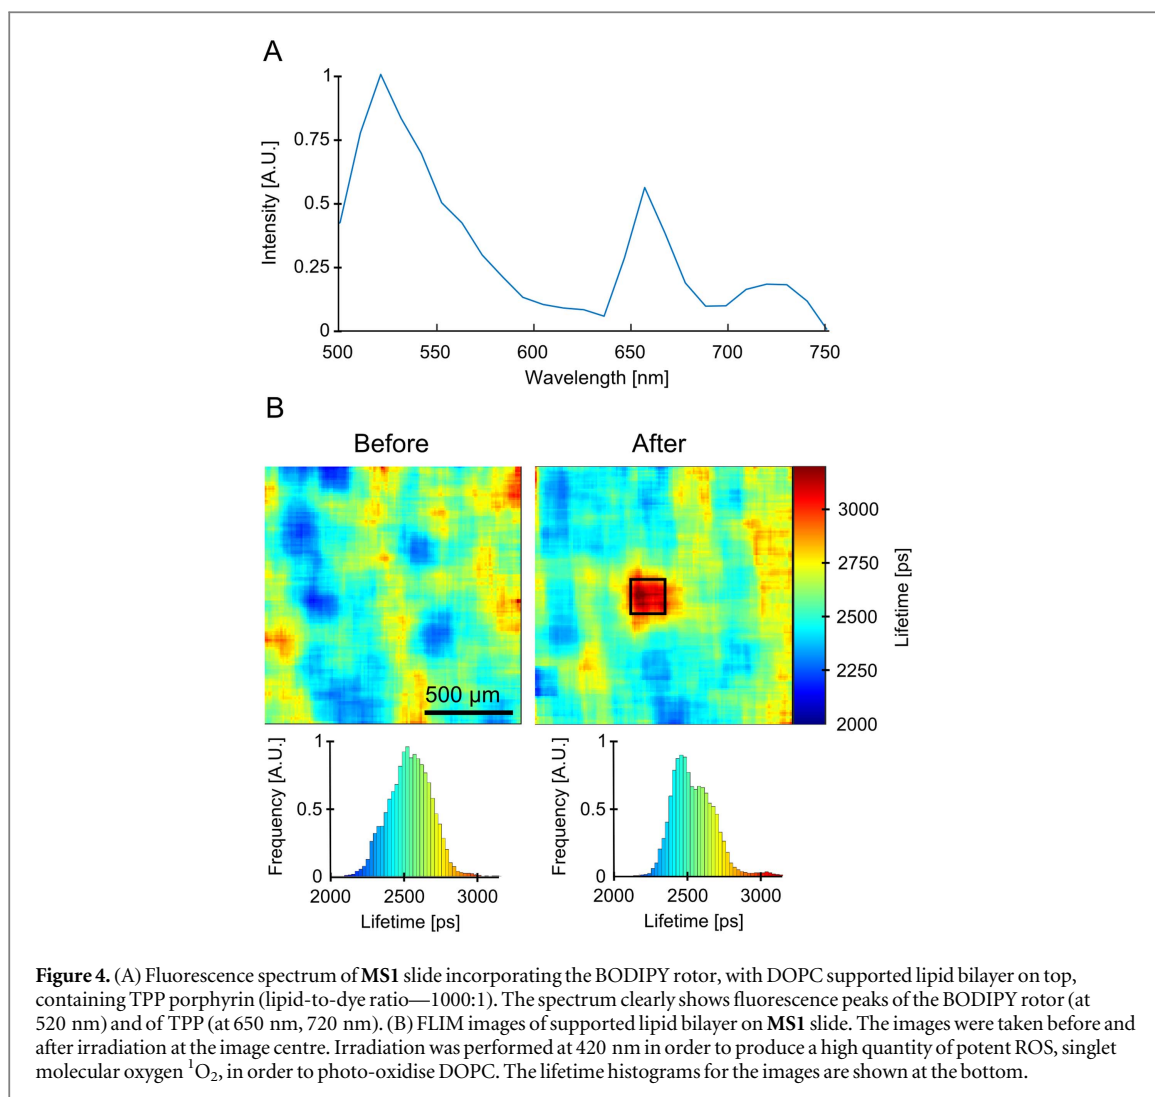 A
1
0.75
0.5
0.25
0
Intensity [A.U.]
500 550 600 650 700 750
Wavelength [nm]
B
Before After
500 µm
3000
2750
2500
2250
2000
Lifetime [ps]
1
0.5
0
Frequency [A.U.]
2000 2500 3000
Lifetime [ps]
1
0.5
0
Frequency [A.U.]
2000 2500 3000
Lifetime [ps]
Figure 4. (A) Fluorescence spectrum of MS1 slide incorporating the BODIPY rotor, with DOPC supported lipid bilayer on top,
containing TPP porphyrin (lipid-to-dye ratio—1000:1). The spectrum clearly shows fluorescence peaks of the BODIPY rotor (at
520 nm) and of TPP (at 650 nm, 720 nm). (B) FLIM images of supported lipid bilayer on MS1 slide. The images were taken before and
after irradiation at the image centre. Irradiation was performed at 420 nm in order to produce a high quantity of potent ROS, singlet
molecular oxygen ¹O₂, in order to photo-oxidise DOPC. The lifetime histograms for the images are shown at the bottom.